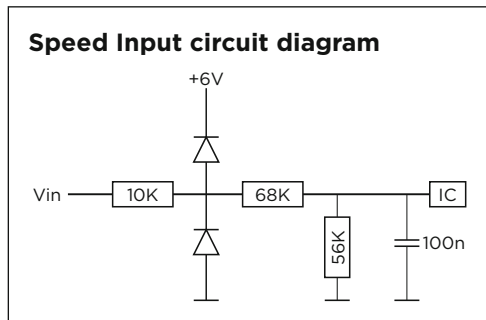 Speed Input circuit diagram
+6V
Vin
10K
68K
IC
56K
100n